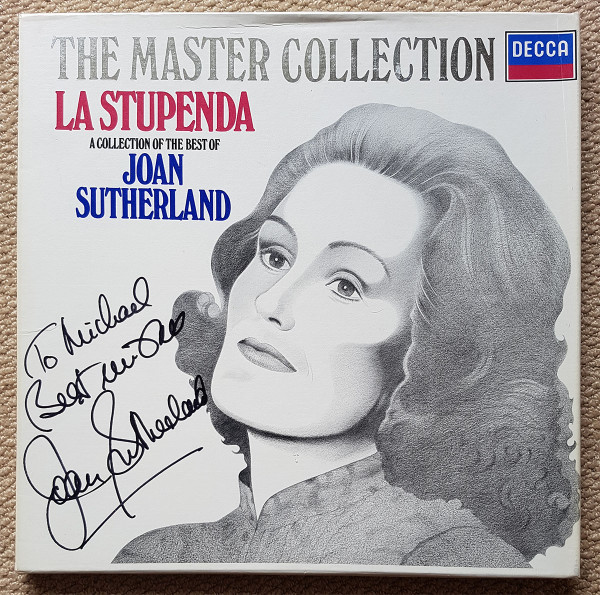 THE MASTER COLLECTION
DECCA
LA STUPENDA
A COLLECTION OF THE BEST OF
JOAN
SUTHERLAND
To Michael
Best wishes
Joan Sutherland